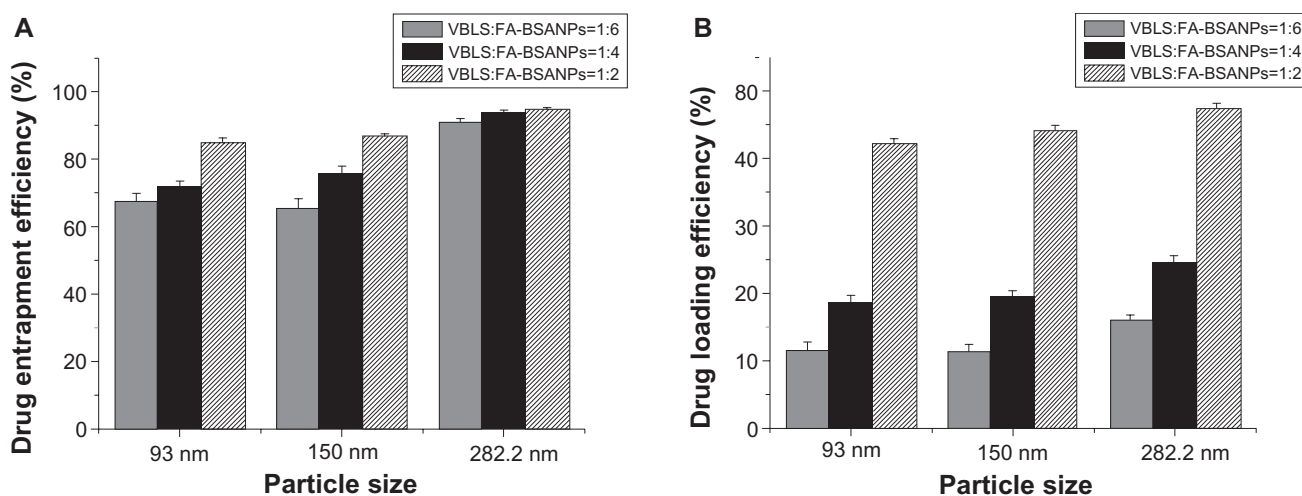 A
VBLS:FA-BSANPs=1:6
VBLS:FA-BSANPs=1:4
VBLS:FA-BSANPs=1:2
Drug entrapment efficiency (%)
100
80
60
40
20
0
93 nm
150 nm
282.2 nm
Particle size
B
VBLS:FA-BSANPs=1:6
VBLS:FA-BSANPs=1:4
VBLS:FA-BSANPs=1:2
Drug loading efficiency (%)
80
40
20
10
0
93 nm
150 nm
282.2 nm
Particle size